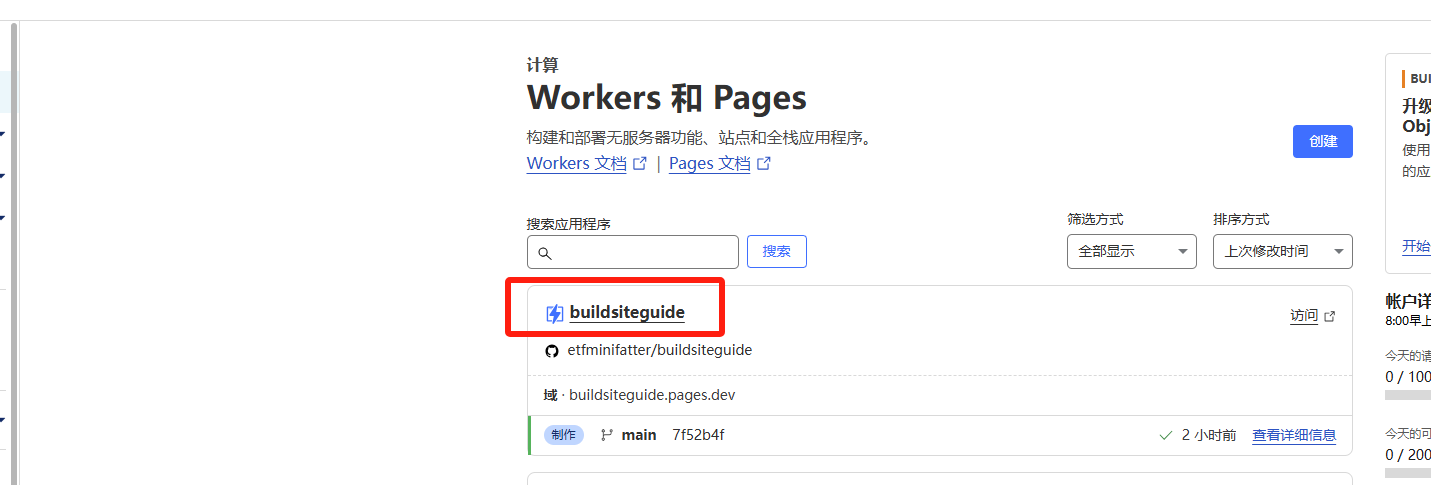 计算
Workers 和 Pages
构建和部署无服务器功能、站点和全栈应用程序。
创建
Workers 文档 | Pages 文档
搜索应用程序
筛选方式
排序方式
搜索
全部显示
上次修改时间
buildsiteguide
访问
etfminifatter/buildsiteguide
域 · buildsiteguide.pages.dev
制作 main 7f52b4f
2 小时前 查看详细信息
升级
Obj
使用
的应
开始
帐户详
8:00早上
今天的请
0 / 100
今天的可
0 / 200